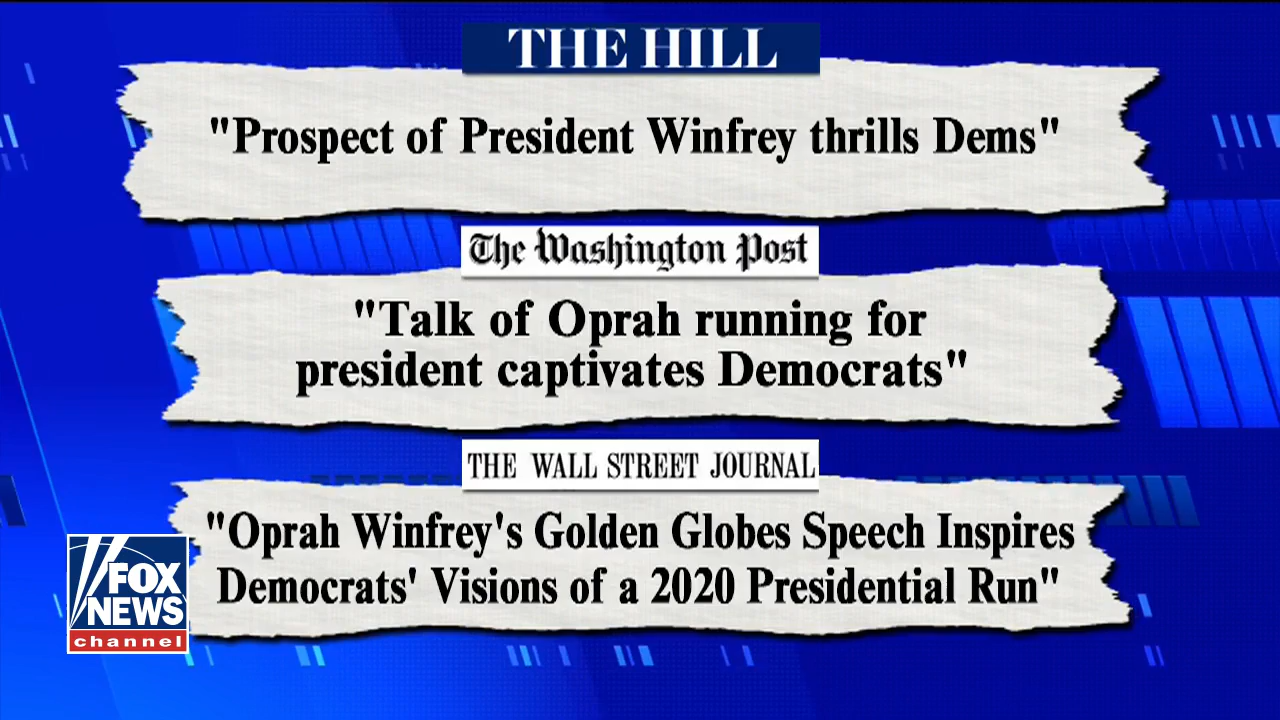 THE HILL
"Prospect of President Winfrey thrills Dems"
The Washington Post
"Talk of Oprah running for
president captivates Democrats"
THE WALL STREET JOURNAL
"Oprah Winfrey's Golden Globes Speech Inspires
Democrats' Visions of a 2020 Presidential Run"
FOX
NEWS
channel